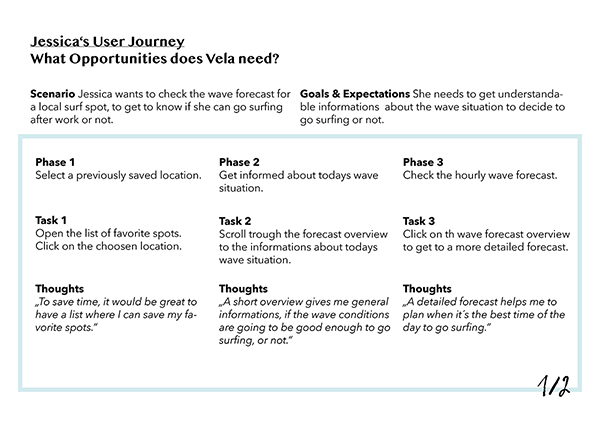 Jessica‘s User Journey
What Opportunities does Vela need?
Scenario Jessica wants to check the wave forecast for
a local surf spot, to get to know if she can go surfing
after work or not.
Goals & Expectations She needs to get understanda-
ble informations about the wave situation to decide to
go surfing or not.
Phase 1
Select a previously saved location.
Phase 2
Get informed about todays wave
situation.
Phase 3
Check the hourly wave forecast.
Task 1
Open the list of favorite spots.
Click on the choosen location.
Task 2
Scroll trough the forecast overview
to the informations about todays
wave situation.
Task 3
Click on th wave forecast overview
to get to a more detailed forecast.
Thoughts
„To save time, it would be great to
have a list where I can save my fa-
vorite spots.“
Thoughts
„A short overview gives me general
informations, if the wave conditions
are going to be good enough to go
surfing, or not.“
Thoughts
„A detailed forecast helps me to
plan when it´s the best time of the
day to go surfing.”
1/2